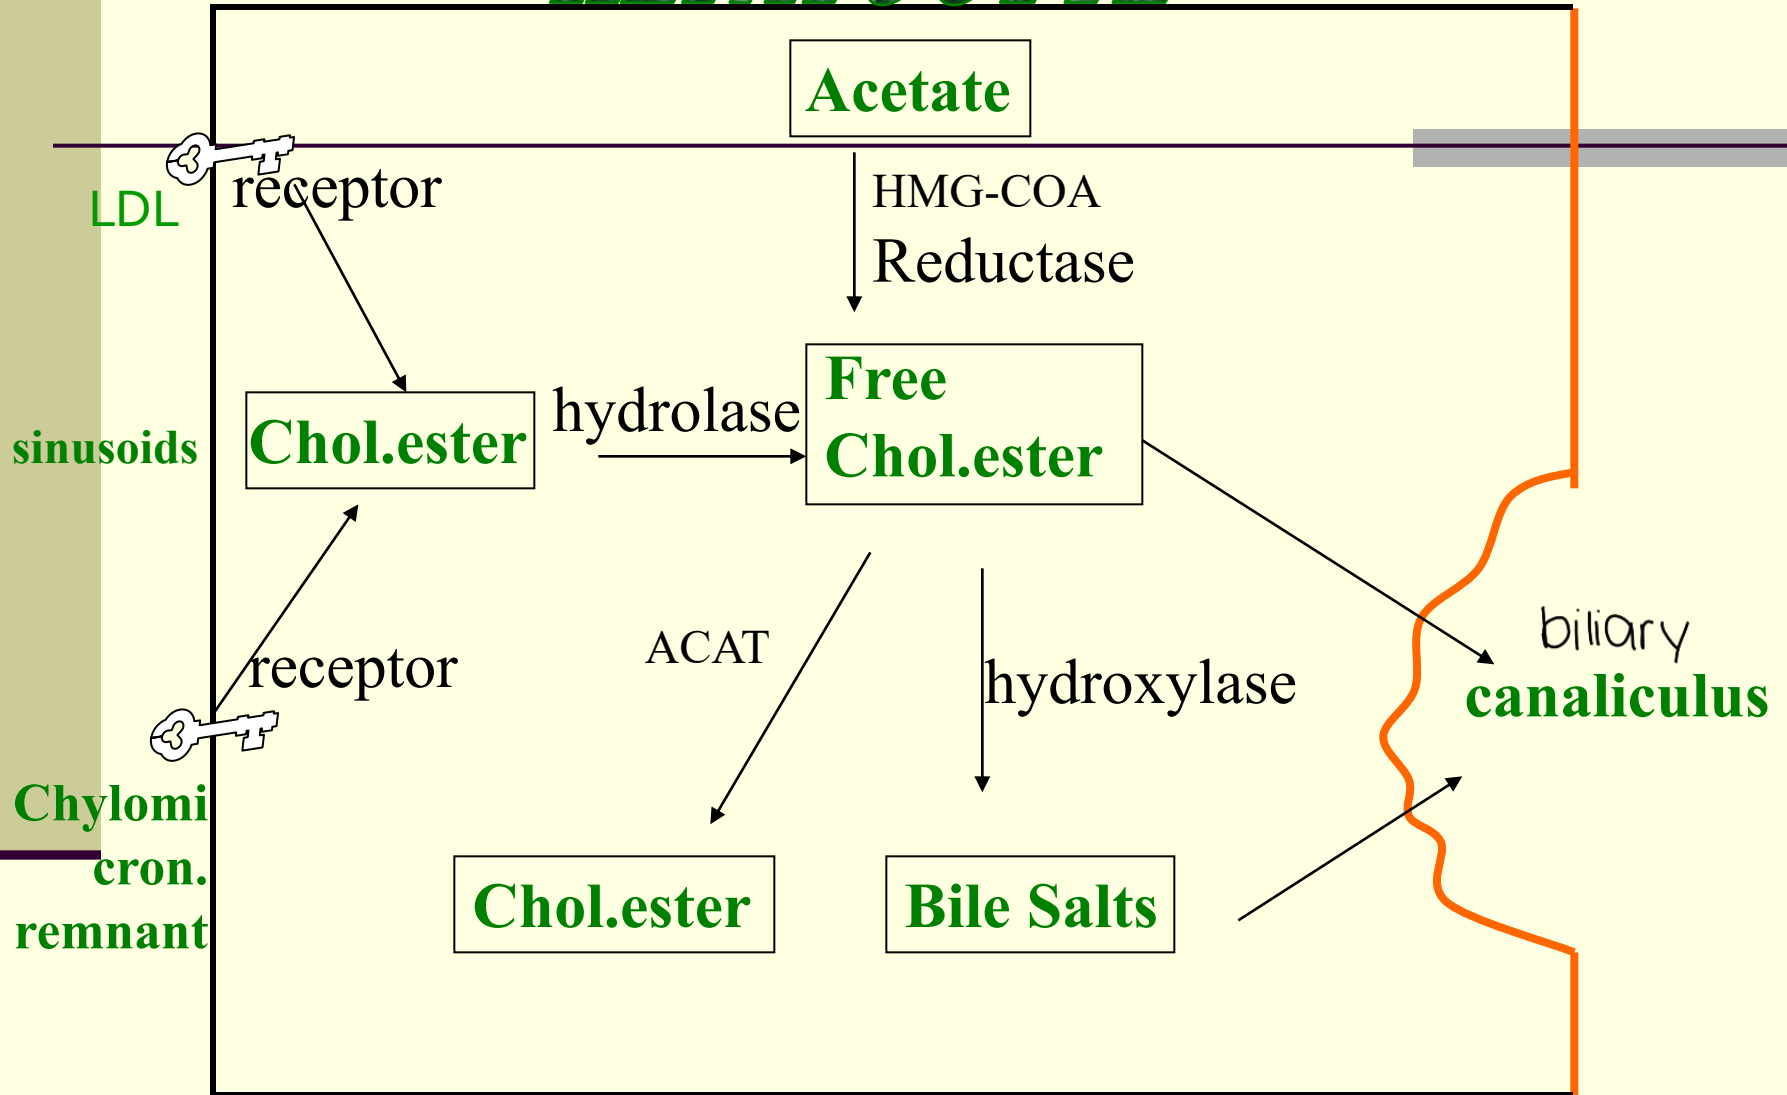 Acetate
receptor
LDL
HMG-COA
Reductase
Free
Chol.ester
hydrolase
Chol.ester
sinusoids
biliary
canaliculus
ACAT
receptor
hydroxylase
Chylomi
cron.
remnant
Chol.ester
Bile Salts